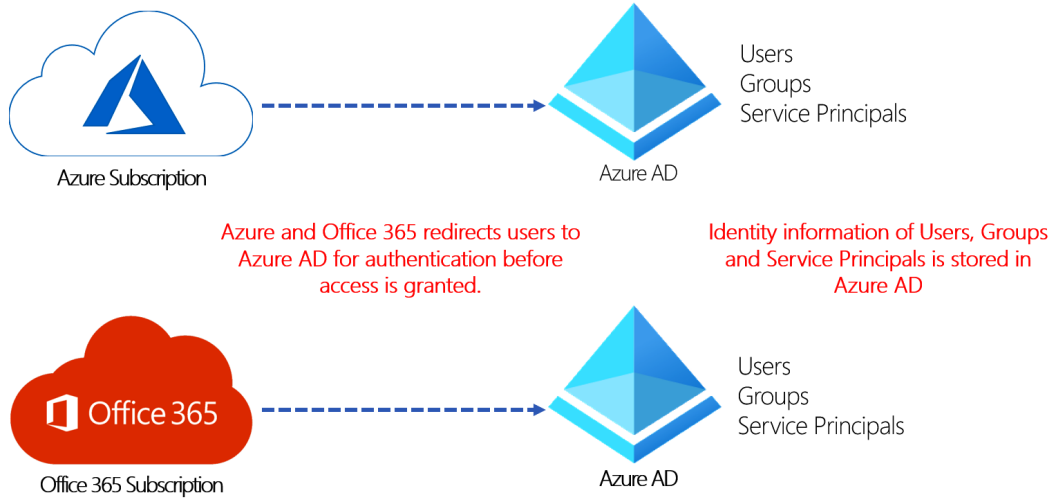 Users
Groups
Service Principals
Azure Subscription
Azure AD
Azure and Office 365 redirects users to
Azure AD for authentication before
access is granted.
Identity information of Users, Groups
and Service Principals is stored in
Azure AD
Office 365
Users
Groups
Service Principals
Office 365 Subscription
Azure AD